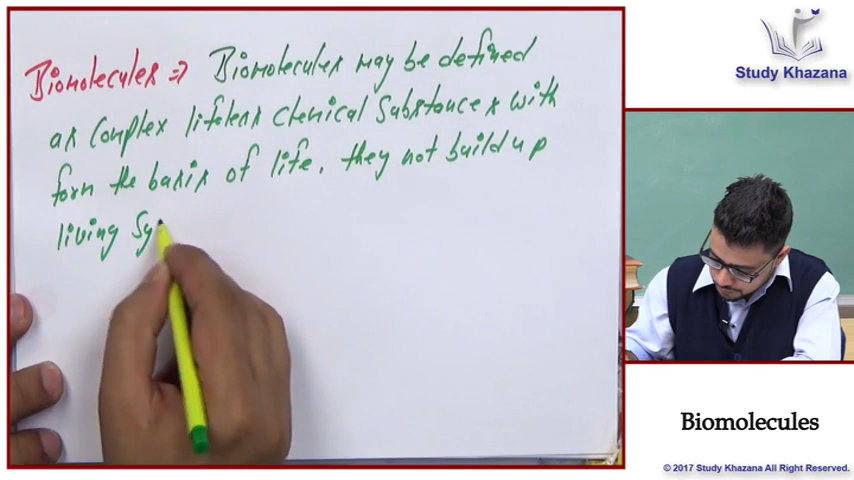 Biomolecules ⇒ Biomolecules may be defined
as complex lifeless chemical substances with
form the basis of life. they not build up
living Sy
Study Khazana
Biomolecules
© 2017 Study Khazana All Right Reserved.